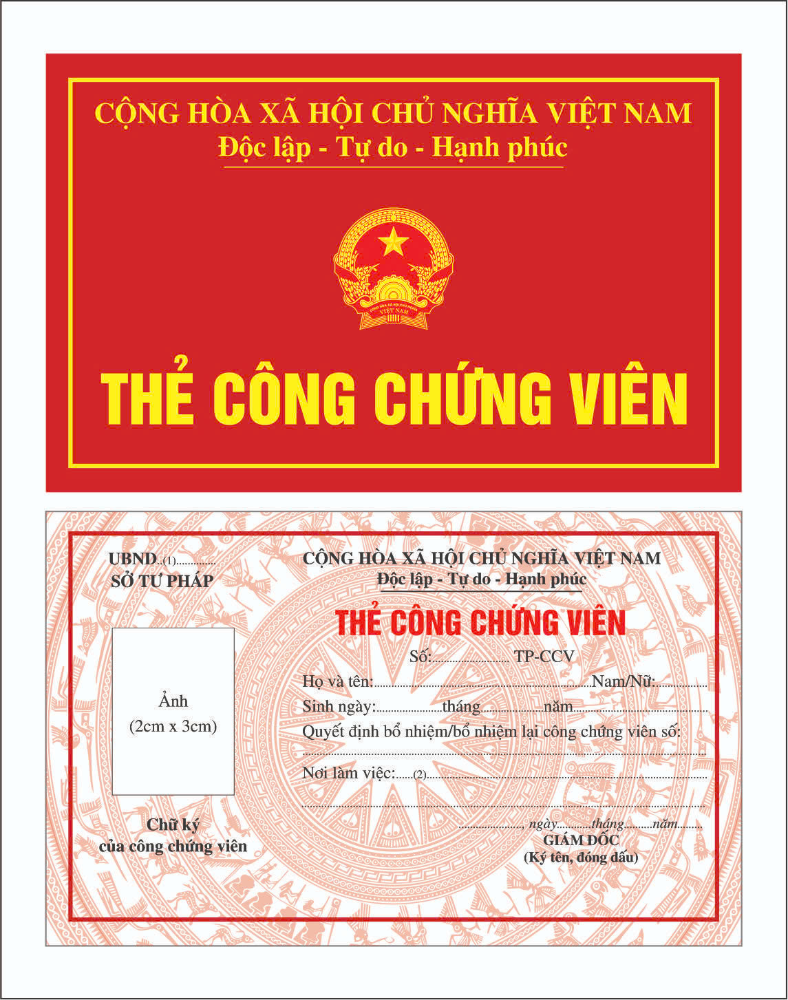 CỘNG HÒA XÃ HỘI CHỦ NGHĨA VIỆT NAM
Độc lập - Tự do - Hạnh phúc
CỘNG HÒA XÃ HỘI CHỦ NGHĨA
VIỆT NAM
THẺ CÔNG CHỨNG VIÊN
UBND..(1)..............
SỞ TƯ PHÁP
CỘNG HÒA XÃ HỘI CHỦ NGHĨA VIỆT NAM
Độc lập - Tự do - Hạnh phúc
THẺ CÔNG CHỨNG VIÊN
Số:........................... TP-CCV
Họ và tên:............................................................Nam/Nữ:..................
Sinh ngày:.......................tháng......................năm...............................................
Quyết định bổ nhiệm/bổ nhiệm lại công chứng viên số:
..............................................................................................................
Nơi làm việc:......(2)..................................................................................
..............................................................................................................
Ảnh
(2cm x 3cm)
Chữ ký
của công chứng viên
......................, ngày............tháng..........năm.........
GIÁM ĐỐC
(Ký tên, đóng dấu)